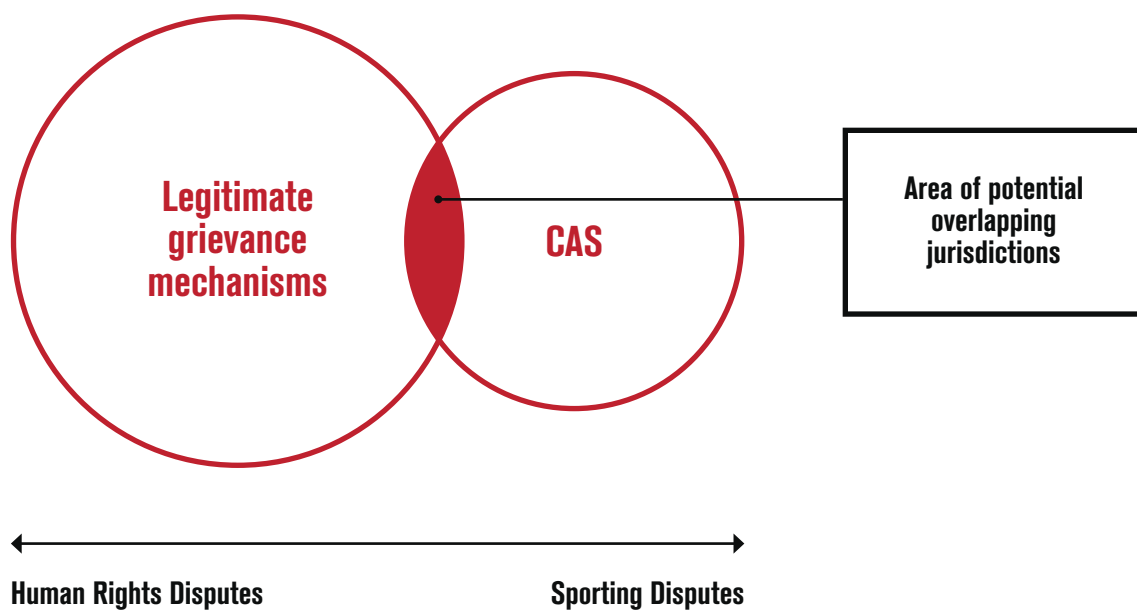 Legitimate
grievance
mechanisms
CAS
Area of potential
overlapping
jurisdictions
Human Rights Disputes
Sporting Disputes